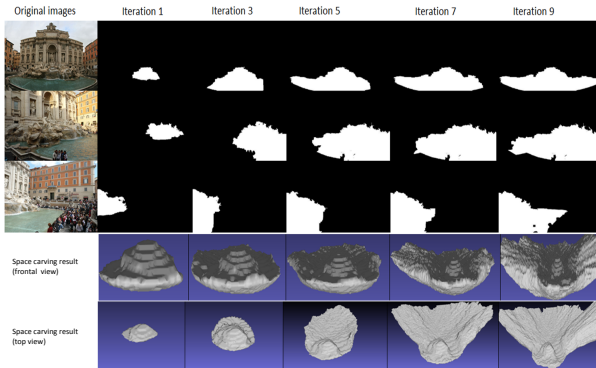 Original images Iteration 1 Iteration 3 Iteration 5 Iteration 7 Iteration 9
Space carving result
(frontal view)
Space carving result
(top view)